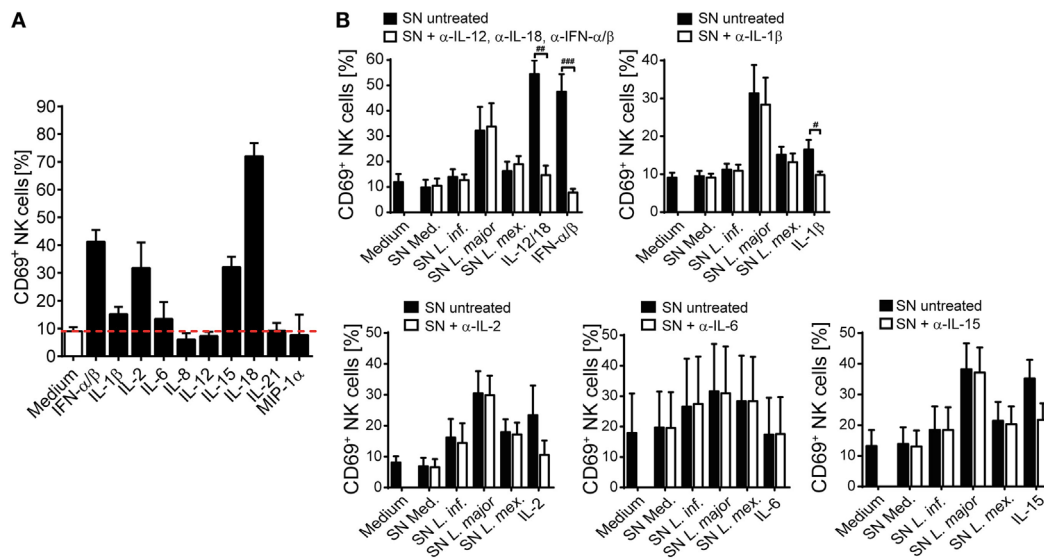 A
CD69+ NK cells [%]
90
80
70
60
50
40
30
20
10
0
Medium
IFN-α/β
IL-1β
IL-2
IL-6
IL-8
IL-12
IL-15
IL-18
IL-21
MIP-1α
B
SN untreated
SN + α-IL-12, α-IL-18, α-IFN-α/β
CD69+ NK cells [%]
60
50
40
30
20
10
0
##
###
Medium
SN Med.
SN L. inf.
SN L. major
SN L. mex.
IL-12/18
IFN-α/β
SN untreated
SN + α-IL-1β
CD69+ NK cells [%]
40
30
20
10
0
#
Medium
SN Med.
SN L. inf.
SN L. major
SN L. mex.
IL-1β
SN untreated
SN + α-IL-2
CD69+ NK cells [%]
50
40
30
20
10
0
Medium
SN Med.
SN L. inf.
SN L. major
SN L. mex.
IL-2
SN untreated
SN + α-IL-6
CD69+ NK cells [%]
50
40
30
20
10
0
Medium
SN Med.
SN L. inf.
SN L. major
SN L. mex.
IL-6
SN untreated
SN + α-IL-15
CD69+ NK cells [%]
50
40
30
20
10
0
Medium
SN Med.
SN L. inf.
SN L. major
SN L. mex.
IL-15